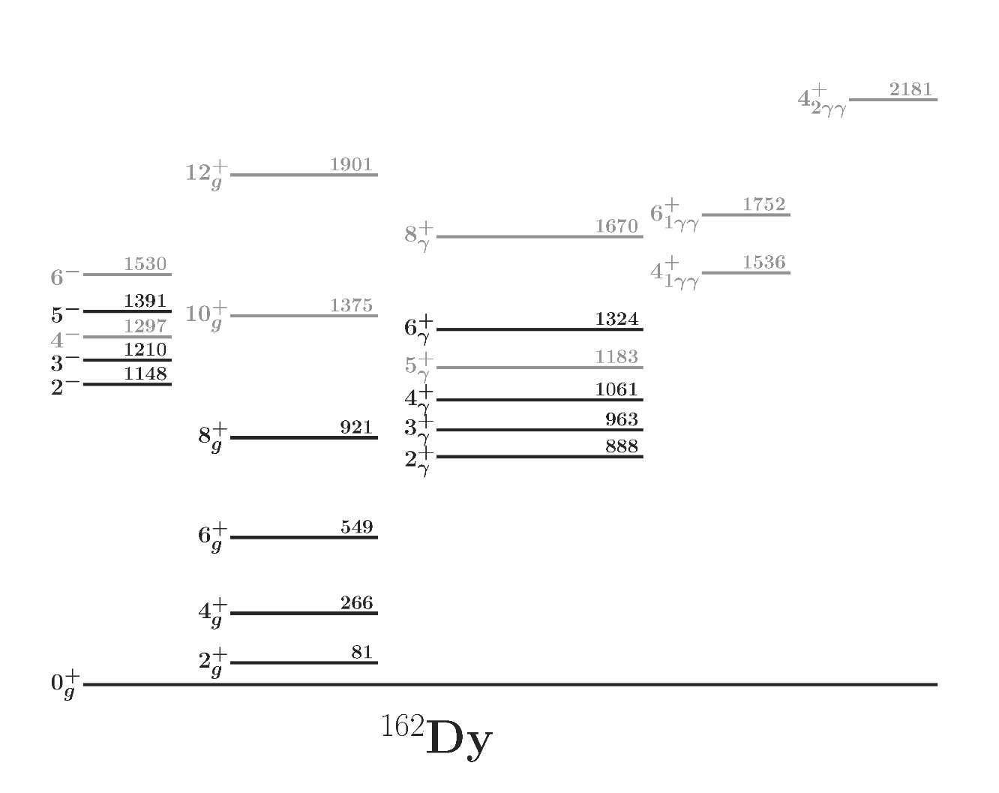 4⁺₂γγ 2181
12⁺g 1901
6⁺₁γγ 1752
8⁺γ 1670
4⁺₁γγ 1536
6⁻ 1530
5⁻ 1391
10⁺g 1375
6⁺γ 1324
4⁻ 1297
3⁻ 1210
5⁺γ 1183
2⁻ 1148
4⁺γ 1061
3⁺γ 963
8⁺g 921
2⁺γ 888
6⁺g 549
4⁺g 266
2⁺g 81
0⁺g
¹⁶²Dy